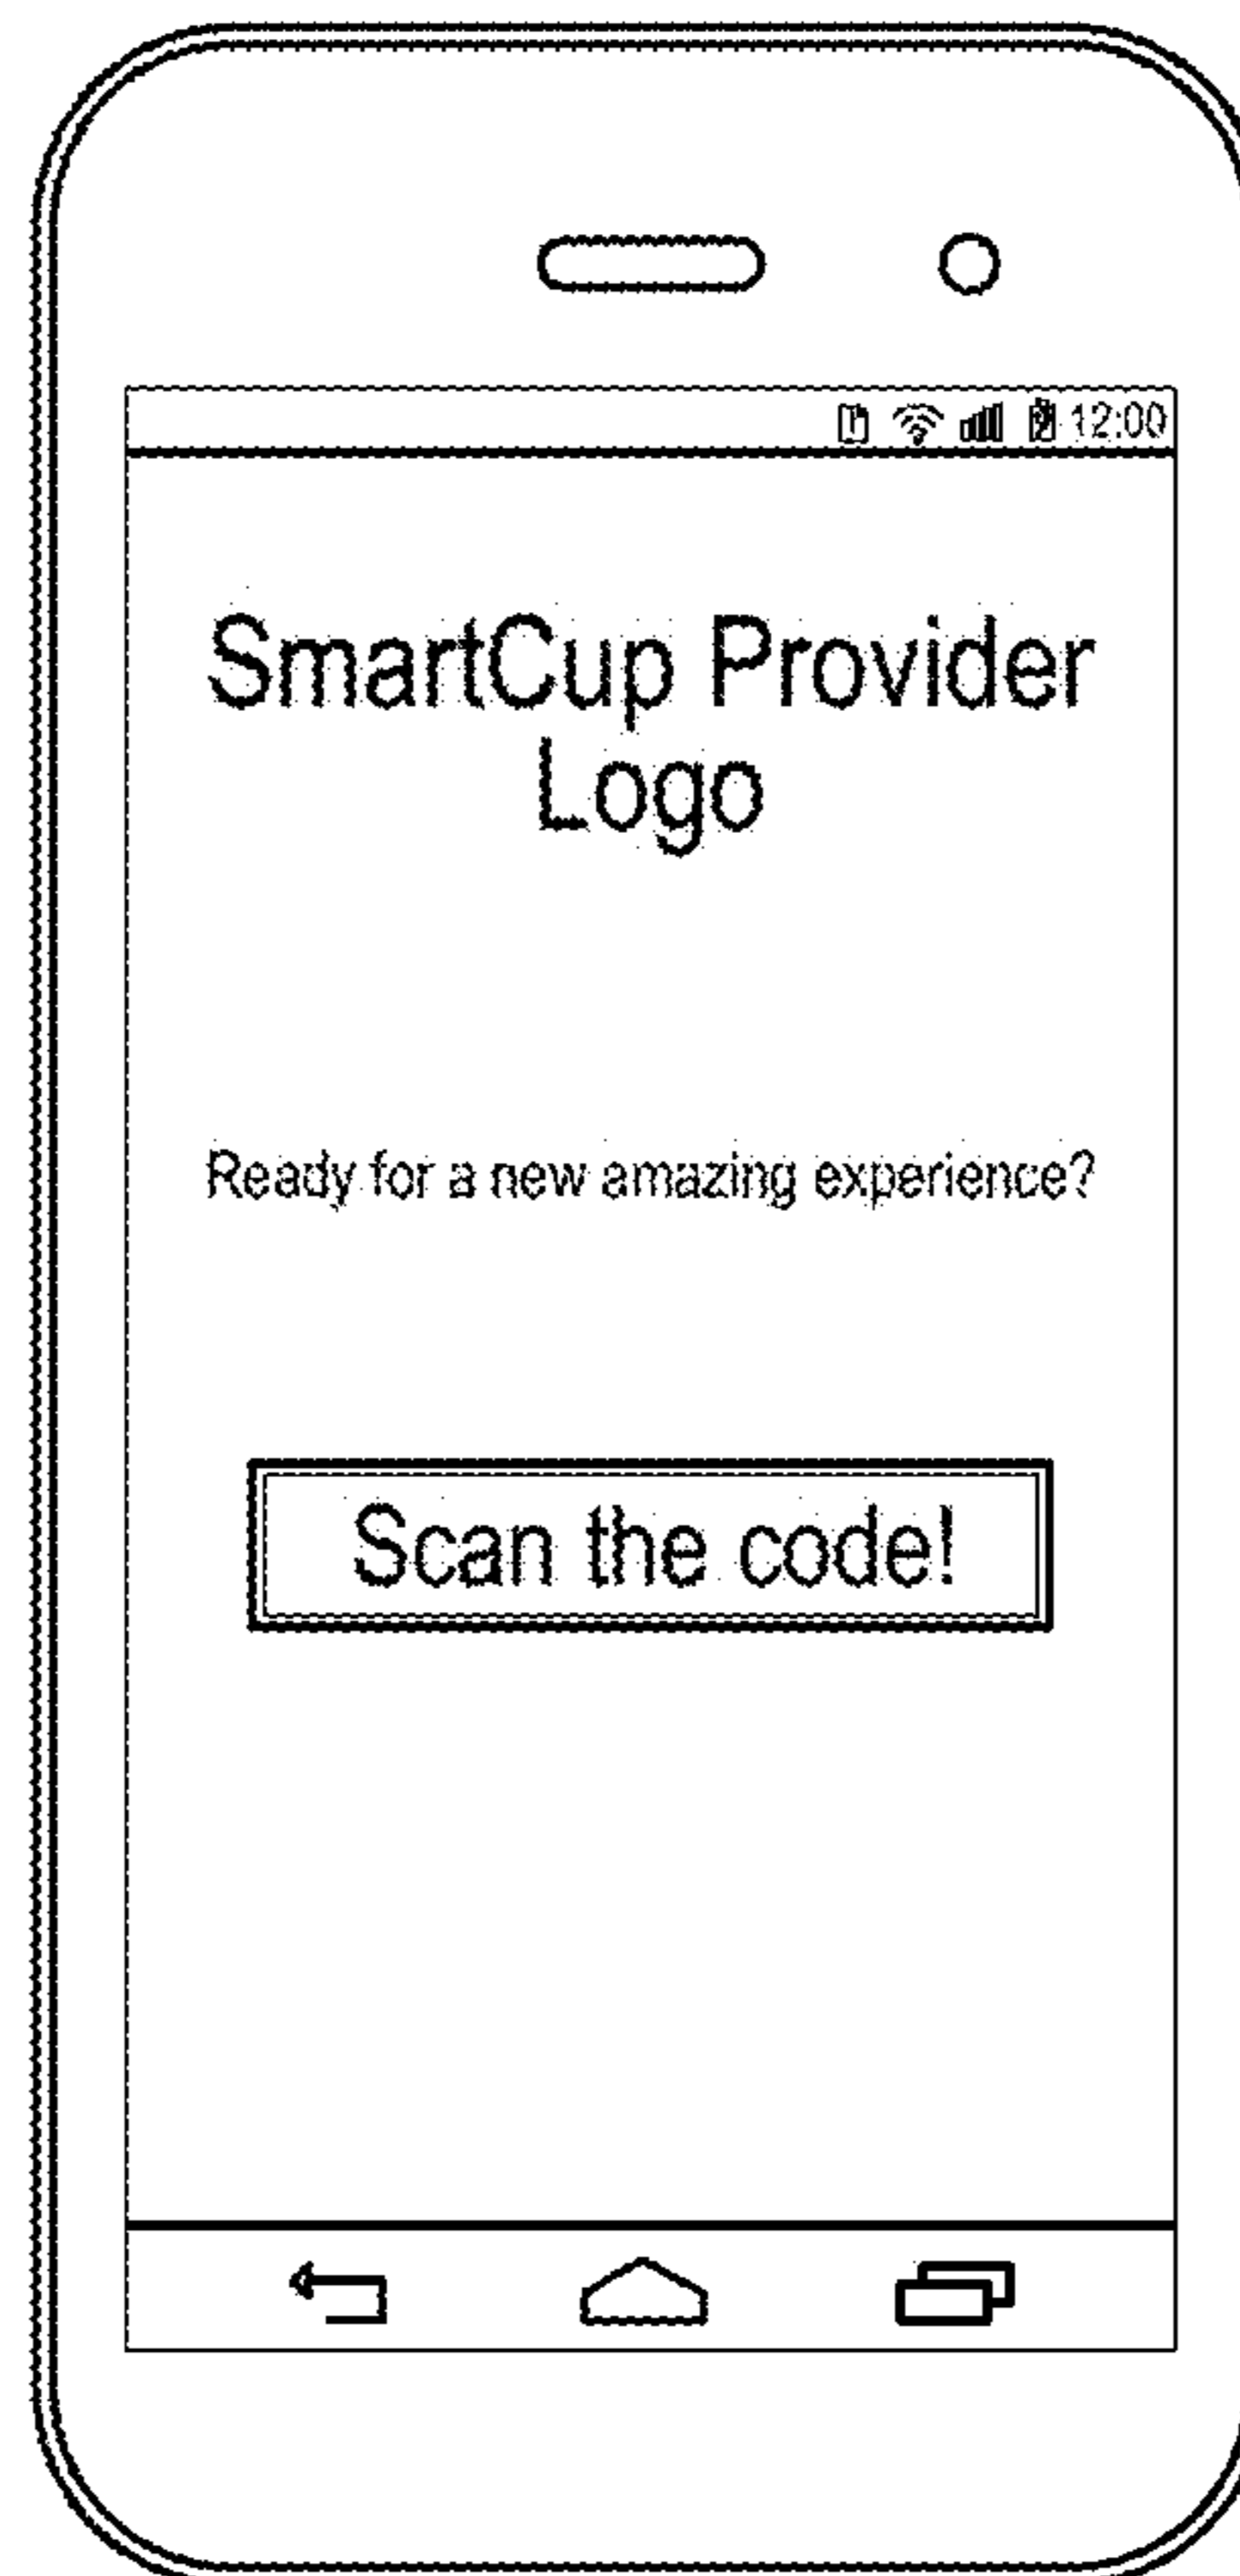 12:00
SmartCup Provider
Logo
Ready for a new amazing experience?
Scan the code!